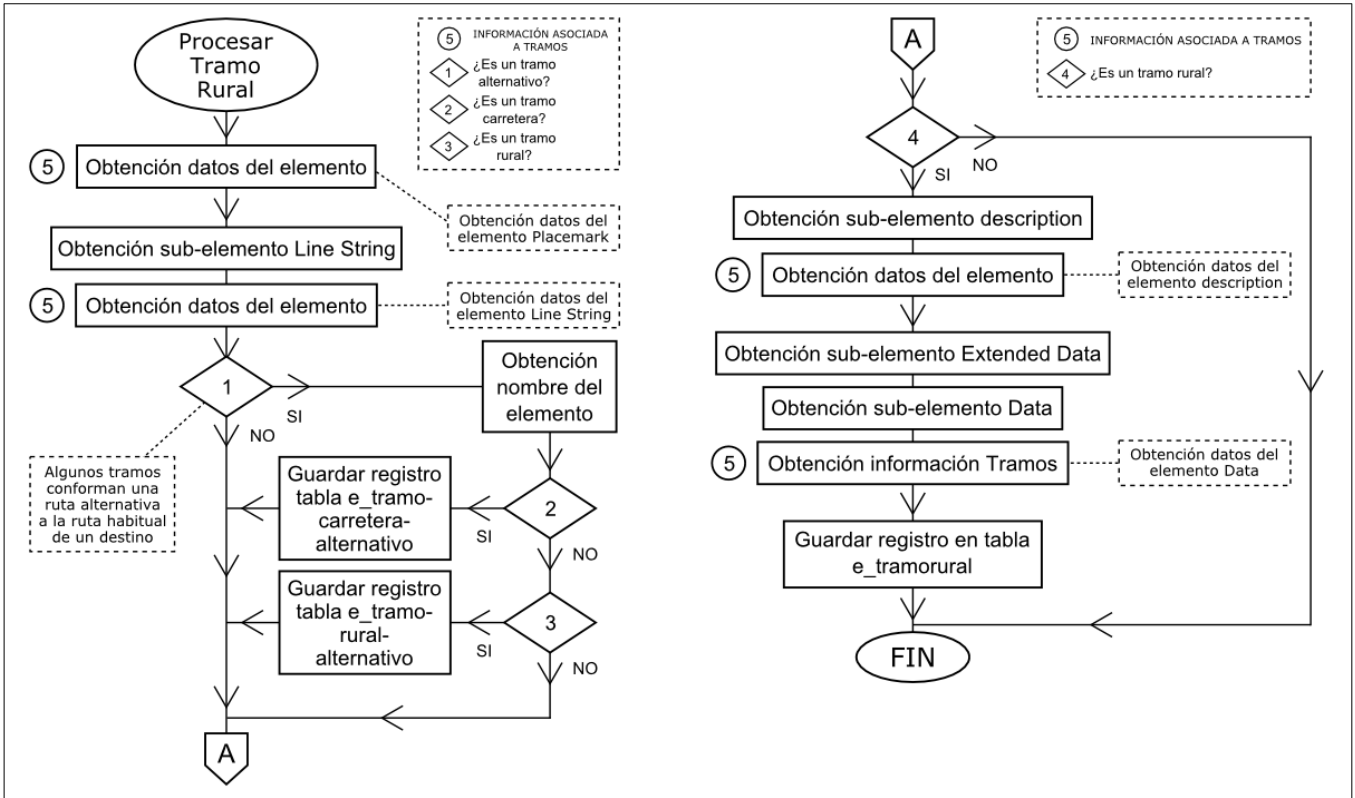 Procesar
Tramo
Rural
5 INFORMACIÓN ASOCIADA
A TRAMOS
1 ¿Es un tramo
alternativo?
2 ¿Es un tramo
carretera?
3 ¿Es un tramo
rural?
5 Obtención datos del elemento
Obtención datos del
elemento Placemark
Obtención sub-elemento Line String
5 Obtención datos del elemento
Obtención datos del
elemento Line String
1
SI
NO
Obtención
nombre del
elemento
Algunos tramos
conforman una
ruta alternativa
a la ruta habitual
de un destino
Guardar registro
tabla e_tramo-
carretera-
alternativo
SI
2
NO
Guardar registro
tabla e_tramo-
rural-
alternativo
SI
3
NO
A
A
5 INFORMACIÓN ASOCIADA A TRAMOS
4 ¿Es un tramo rural?
4
NO
SI
Obtención sub-elemento description
5 Obtención datos del elemento
Obtención datos del
elemento description
Obtención sub-elemento Extended Data
Obtención sub-elemento Data
5 Obtención información Tramos
Obtención datos del
elemento Data
Guardar registro en tabla
e_tramorural
FIN